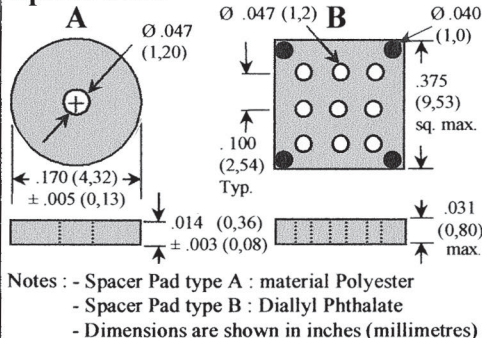 A
B
Ø .047
(1,20)
Ø .047 (1,2)
Ø .040
(1,0)
.375
(9,53)
sq. max.
.100
(2,54)
Typ.
.170 (4,32)
± .005 (0,13)
.014 (0,36)
± .003 (0,08)
.031
(0,80)
max.
Notes : - Spacer Pad type A : material Polyester
- Spacer Pad type B : Diallyl Phthalate
- Dimensions are shown in inches (millimetres)